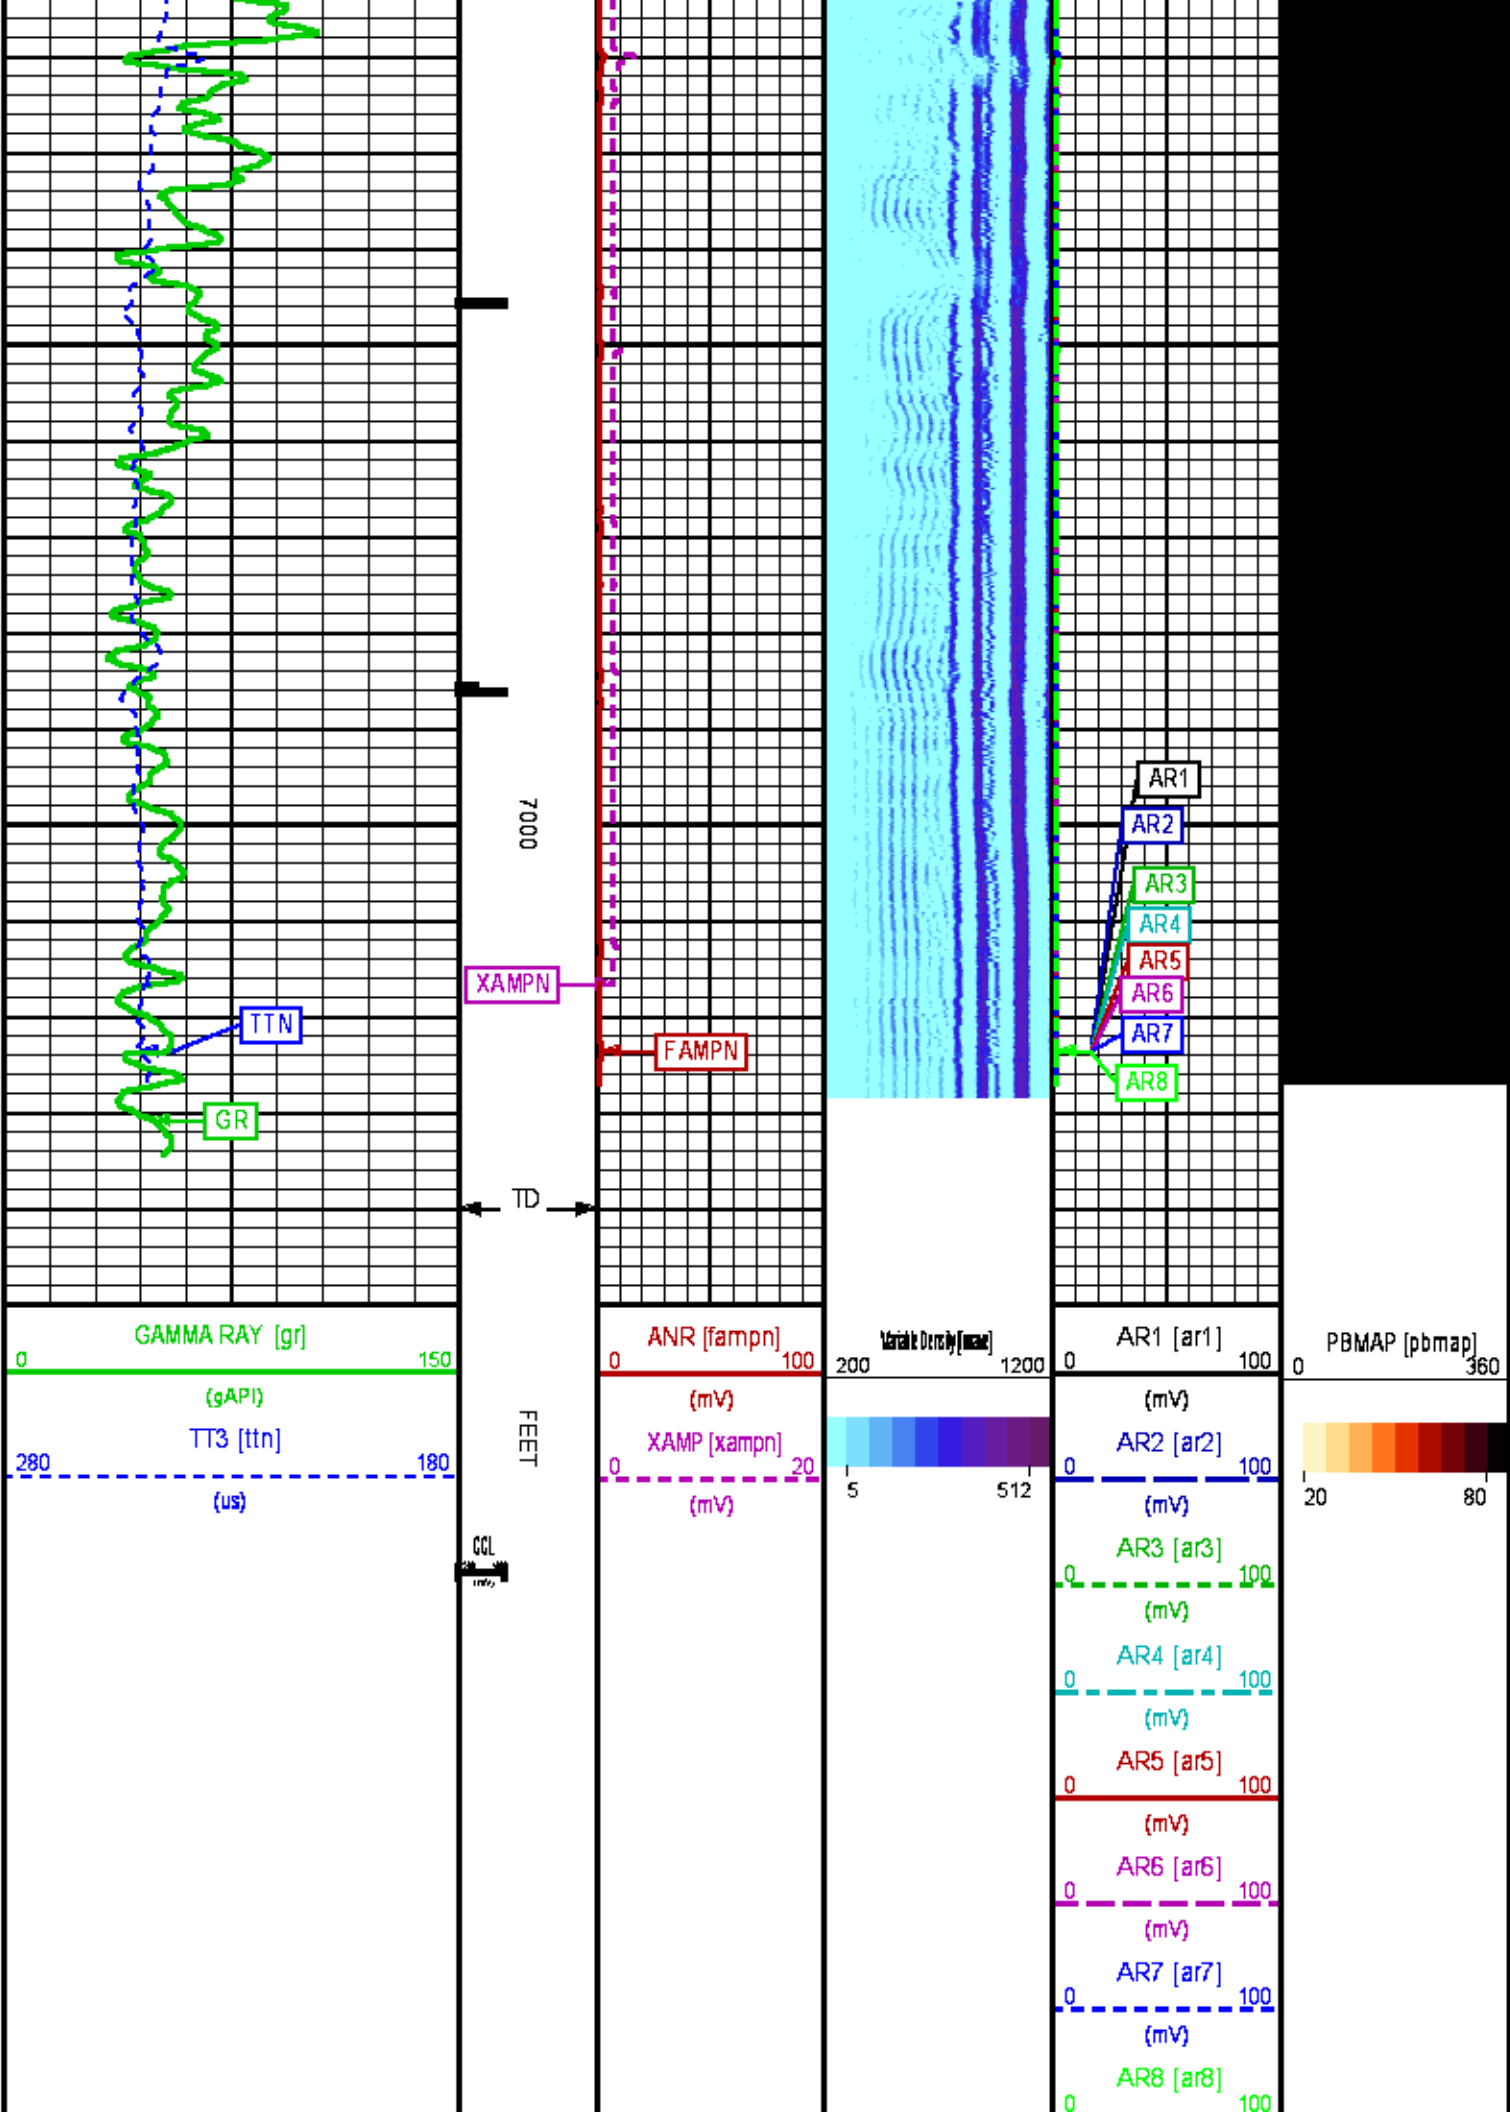 AR1
AR2
7000
AR3
AR4
AR5
XAMPN
AR6
TTN
AR7
FAMPN
AR8
GR
TD
GAMMA RAY [gr]
0 150
(gAPI)
TT3 [ttn]
280 180
(us)
FEET
CCL
ANR [fampn]
0 100
(mV)
XAMP [xampn]
0 20
(mV)
Variable Density
200 1200
5 512
AR1 [ar1]
0 100
(mV)
AR2 [ar2]
0 100
(mV)
AR3 [ar3]
0 100
(mV)
AR4 [ar4]
0 100
(mV)
AR5 [ar5]
0 100
(mV)
AR6 [ar6]
0 100
(mV)
AR7 [ar7]
0 100
(mV)
AR8 [ar8]
0 100
PBMAP [pbmap]
0 360
20 80